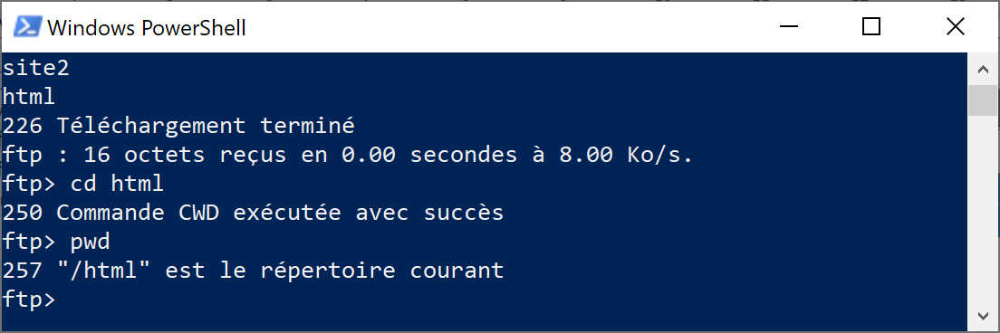 Windows PowerShell
site2
html
226 Téléchargement terminé
ftp : 16 octets reçus en 0.00 secondes à 8.00 Ko/s.
ftp> cd html
250 Commande CWD exécutée avec succès
ftp> pwd
257 "/html" est le répertoire courant
ftp>